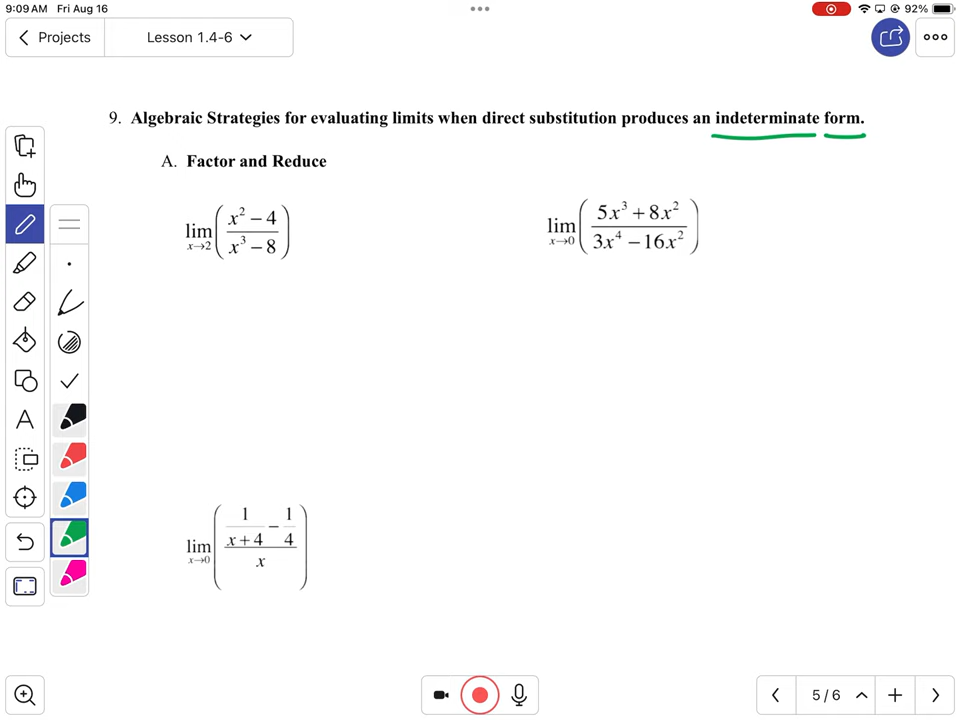 9:09 AM Fri Aug 16
92%
Projects
Lesson 1.4-6
9. Algebraic Strategies for evaluating limits when direct substitution produces an indeterminate form.
A. Factor and Reduce
lim x→2 ( (x² − 4) / (x³ − 8) )
lim x→0 ( (5x³ + 8x²) / (3x⁴ − 16x²) )
lim x→0 ( (1/(x + 4) − 1/4) / x )
A
5 / 6